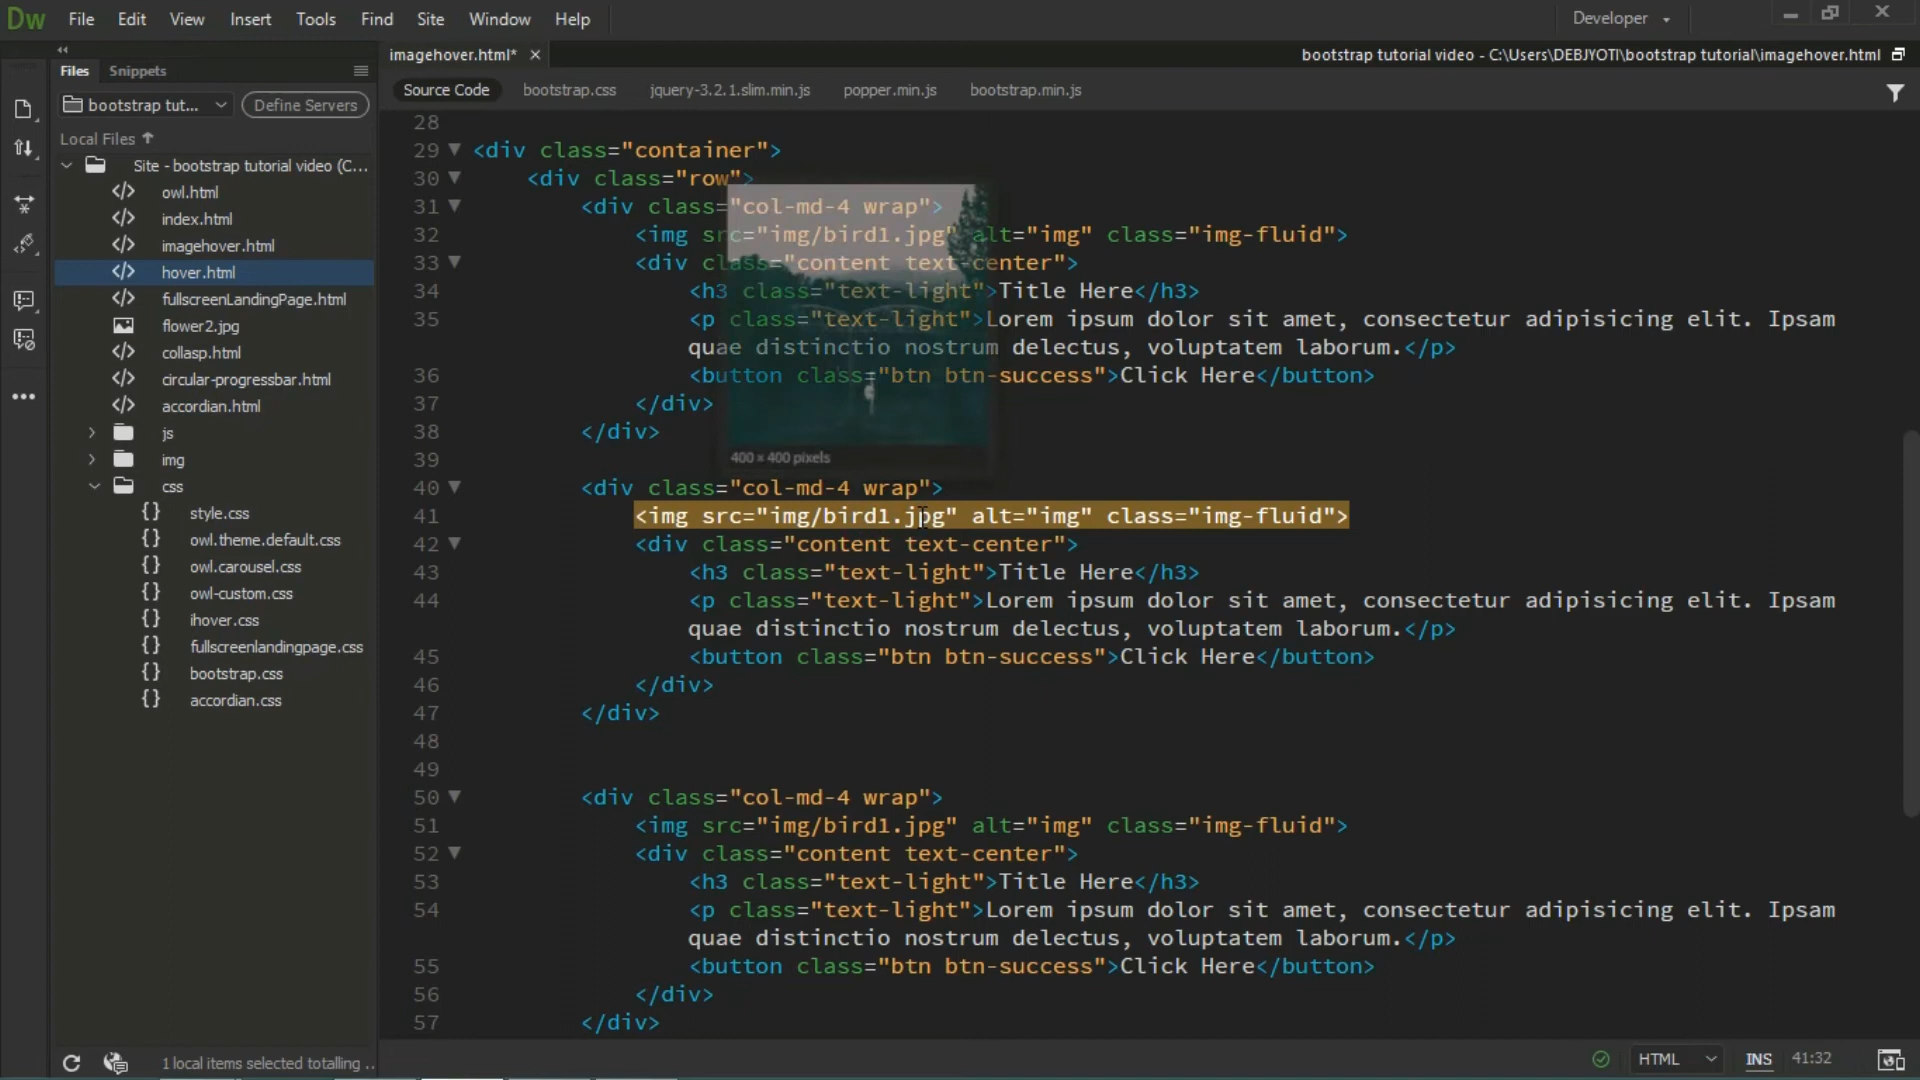 Dw File Edit View Insert Tools Find Site Window Help Developer
Files Snippets
imagehover.html*
bootstrap tutorial video - C:\Users\DEBJYOTI\bootstrap tutorial\imagehover.html
Source Code bootstrap.css jquery-3.2.1.slim.min.js popper.min.js bootstrap.min.js
bootstrap tut... Define Servers
Local Files
Site - bootstrap tutorial video (C...
owl.html
index.html
imagehover.html
hover.html
fullscreenLandingPage.html
flower2.jpg
collasp.html
circular-progressbar.html
accordian.html
js
img
css
style.css
owl.theme.default.css
owl.carousel.css
owl-custom.css
ihover.css
fullscreenlandingpage.css
bootstrap.css
accordian.css
1 local items selected totalling ..
28
29 <div class="container">
30 <div class="row">
31 <div class="col-md-4 wrap">
32 <img src="img/bird1.jpg" alt="img" class="img-fluid">
33 <div class="content text-center">
34 <h3 class="text-light">Title Here</h3>
35 <p class="text-light">Lorem ipsum dolor sit amet, consectetur adipisicing elit. Ipsam
quae distinctio nostrum delectus, voluptatem laborum.</p>
36 <button class="btn btn-success">Click Here</button>
37 </div>
38 </div>
400 × 400 pixels
39
40 <div class="col-md-4 wrap">
41 <img src="img/bird1.jpg" alt="img" class="img-fluid">
42 <div class="content text-center">
43 <h3 class="text-light">Title Here</h3>
44 <p class="text-light">Lorem ipsum dolor sit amet, consectetur adipisicing elit. Ipsam
quae distinctio nostrum delectus, voluptatem laborum.</p>
45 <button class="btn btn-success">Click Here</button>
46 </div>
47 </div>
48
49
50 <div class="col-md-4 wrap">
51 <img src="img/bird1.jpg" alt="img" class="img-fluid">
52 <div class="content text-center">
53 <h3 class="text-light">Title Here</h3>
54 <p class="text-light">Lorem ipsum dolor sit amet, consectetur adipisicing elit. Ipsam
quae distinctio nostrum delectus, voluptatem laborum.</p>
55 <button class="btn btn-success">Click Here</button>
56 </div>
57 </div>
HTML INS 41:32